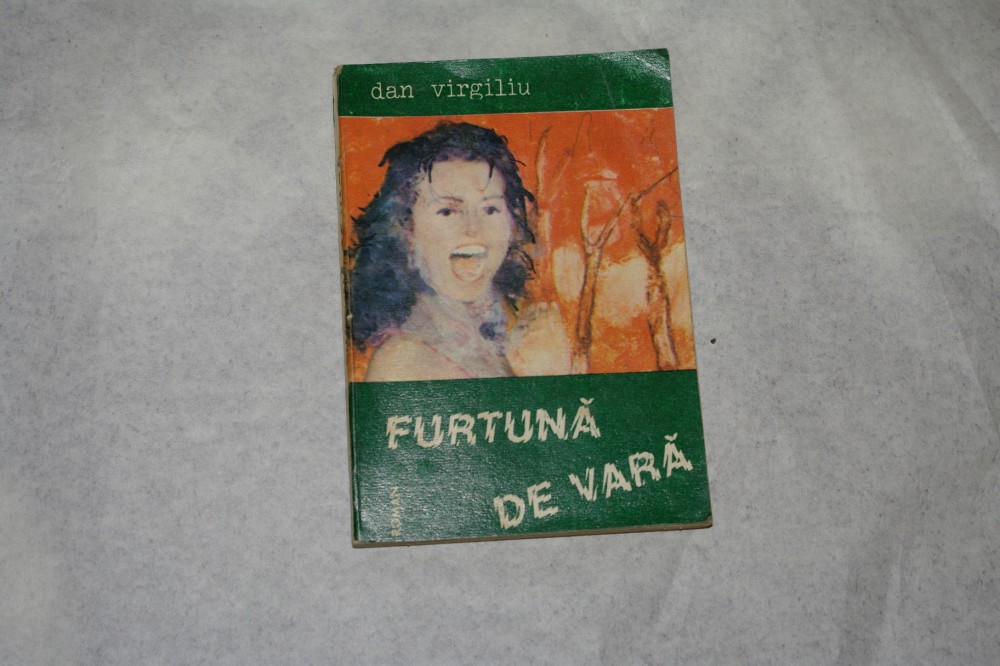 dan virgiliu
FURTUNĂ
DE VARĂ
ROMAN